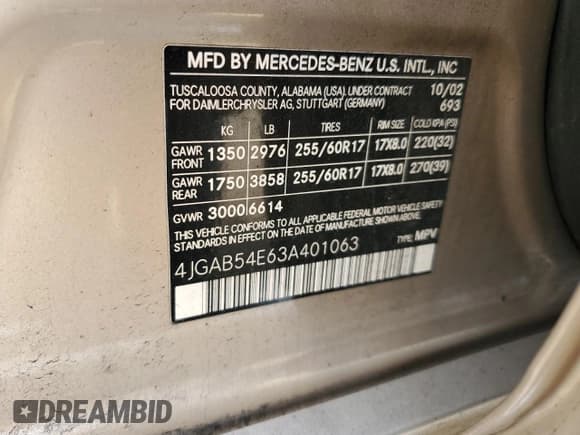 MFD BY MERCEDES-BENZ U.S. INTL., INC
TUSCALOOSA COUNTY, ALABAMA (USA). UNDER CONTRACT 10/02
FOR DAIMLERCHRYSLER AG, STUTTGART (GERMANY) 693
KG LB TIRES RIM SIZE COLD KPA (PSI)
GAWR FRONT 1350 2976 255/60R17 17X8.0 220(32)
GAWR REAR 1750 3858 255/60R17 17X8.0 270(39)
GVWR 3000 6614
THIS VEHICLE CONFORMS TO ALL APPLICABLE FEDERAL MOTOR VEHICLE SAFETY
STANDARDS IN EFFECT ON THE DATE OF MANUFACTURE SHOWN ABOVE.
4JGAB54E63A401063 TYPE: MPV
DREAMBID